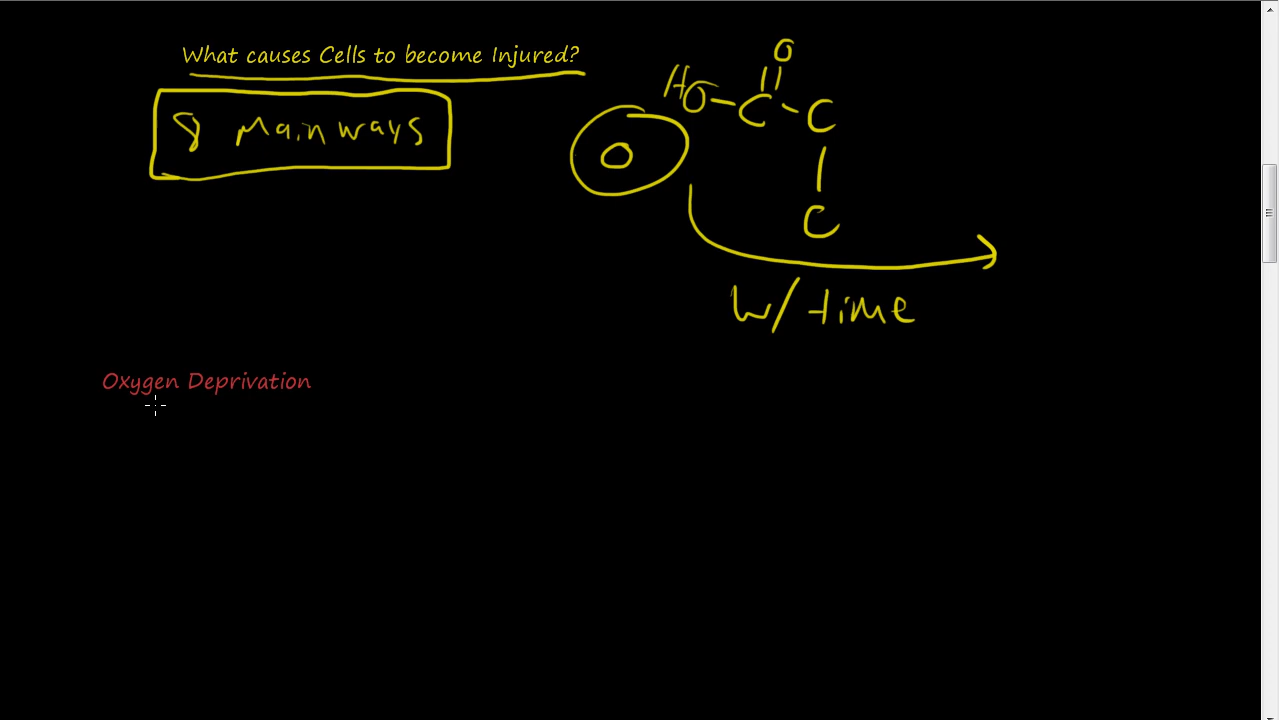 What causes Cells to become Injured?
8 Main ways
O
HO-C-C
C
w/ time
Oxygen Deprivation